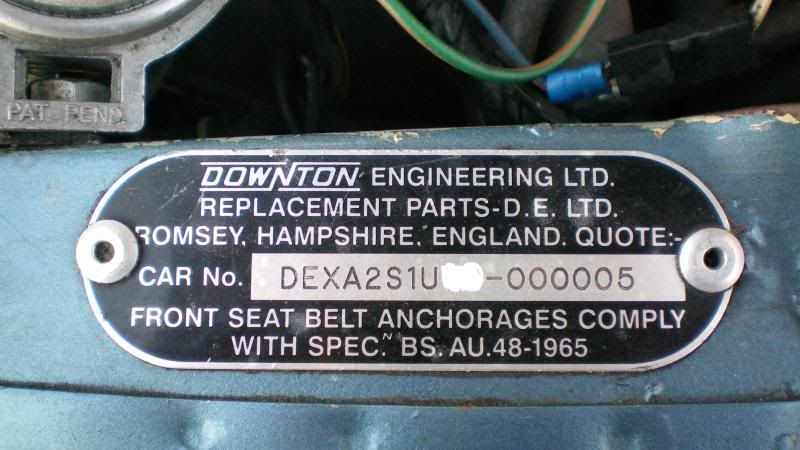 PAT PEND.
DOWNTON ENGINEERING LTD.
REPLACEMENT PARTS-D.E. LTD.
ROMSEY, HAMPSHIRE, ENGLAND. QUOTE:-
CAR No. DEXA2S1U -000005
FRONT SEAT BELT ANCHORAGES COMPLY
WITH SPEC. BS. AU.48-1965